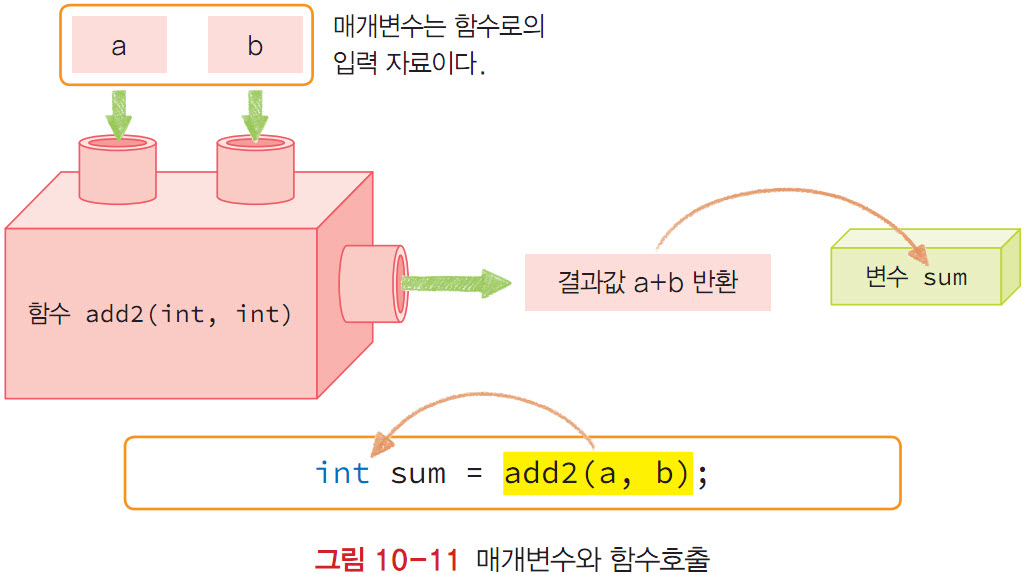 a
b
매개변수는 함수로의
입력 자료이다.
함수 add2(int, int)
결과값 a+b 반환
변수 sum
int sum = add2(a, b);
그림 10-11 매개변수와 함수호출